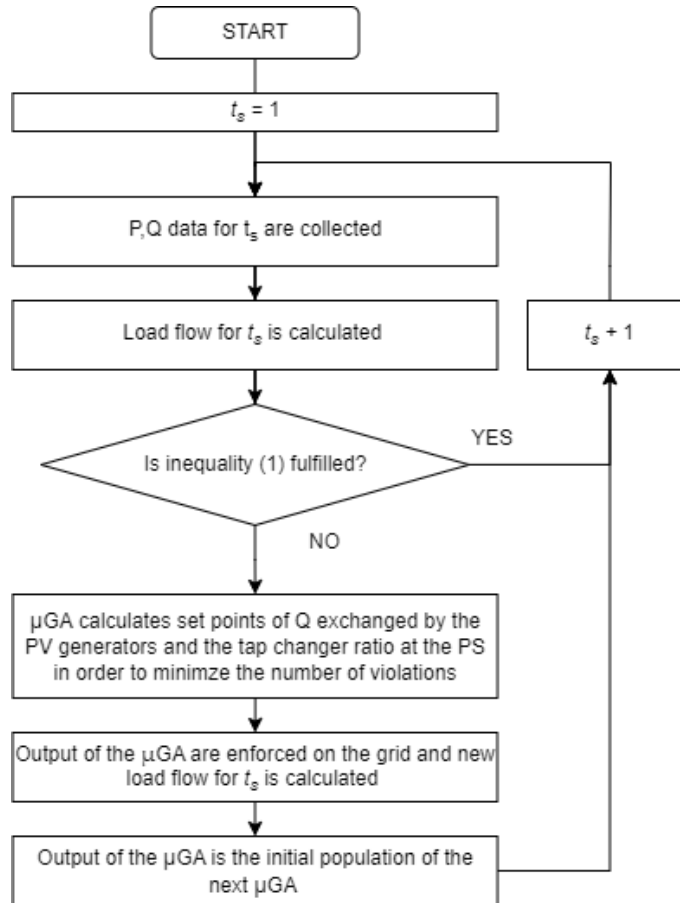 START
tₛ = 1
P,Q data for tₛ are collected
Load flow for tₛ is calculated
tₛ + 1
Is inequality (1) fulfilled?
YES
NO
µGA calculates set points of Q exchanged by the
PV generators and the tap changer ratio at the PS
in order to minimze the number of violations
Output of the µGA are enforced on the grid and new
load flow for tₛ is calculated
Output of the µGA is the initial population of the
next µGA